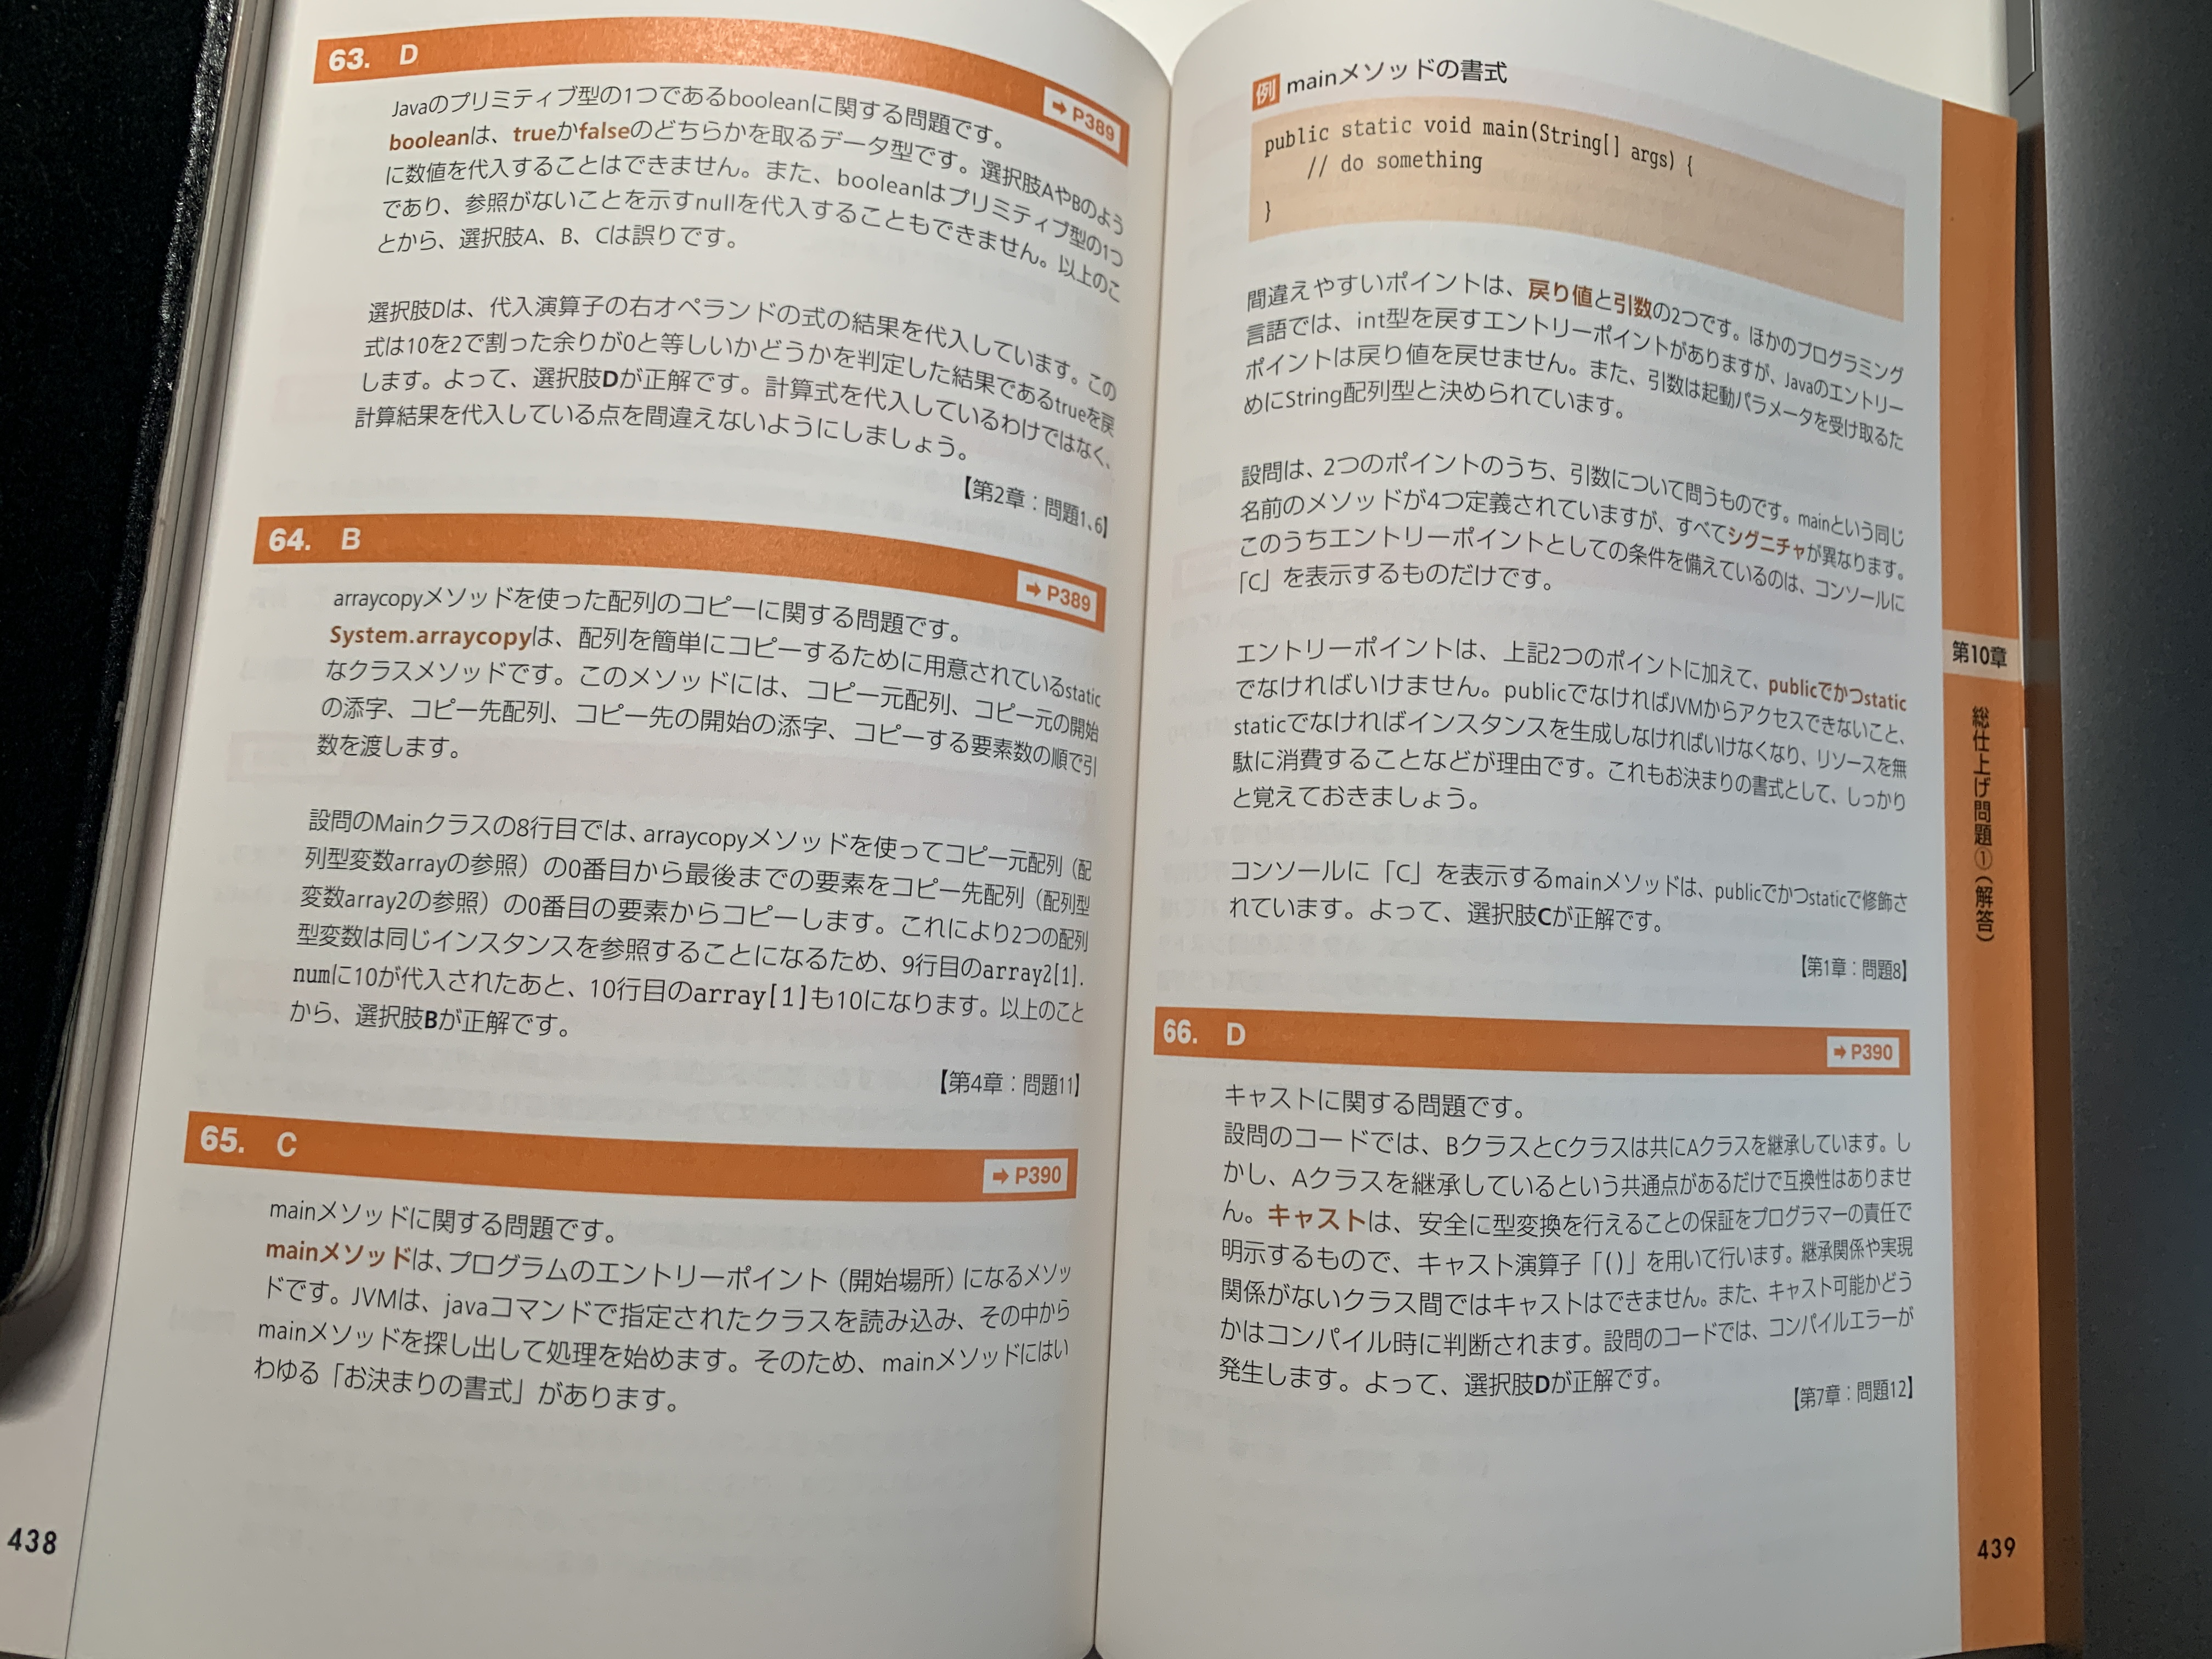 63. D
➡ P389
Javaのプリミティブ型の1つであるbooleanに関する問題です。
booleanは、trueかfalseのどちらかを取るデータ型です。選択肢AやBのよう
に数値を代入することはできません。また、booleanはプリミティブ型の1つ
であり、参照がないことを示すnullを代入することもできません。以上のこ
とから、選択肢A、B、Cは誤りです。
選択肢Dは、代入演算子の右オペランドの式の結果を代入しています。この
式は10を2で割った余りが0と等しいかどうかを判定した結果であるtrueを戻
します。よって、選択肢Dが正解です。計算式を代入しているわけではなく、
計算結果を代入している点を間違えないようにしましょう。
【第2章：問題1、6】
64. B
➡ P389
arraycopyメソッドを使った配列のコピーに関する問題です。
System.arraycopyは、配列を簡単にコピーするために用意されているstatic
なクラスメソッドです。このメソッドには、コピー元配列、コピー元の開始
の添字、コピー先配列、コピー先の開始の添字、コピーする要素数の順で引
数を渡します。
設問のMainクラスの8行目では、arraycopyメソッドを使ってコピー元配列（配
列型変数arrayの参照）の0番目から最後までの要素をコピー先配列（配列型
変数array2の参照）の0番目の要素からコピーします。これにより2つの配列
型変数は同じインスタンスを参照することになるため、9行目のarray2[1].
numに10が代入されたあと、10行目のarray[1]も10になります。以上のこと
から、選択肢Bが正解です。
【第4章：問題11】
65. C
➡ P390
mainメソッドに関する問題です。
mainメソッドは、プログラムのエントリーポイント（開始場所）になるメソッ
ドです。JVMは、javaコマンドで指定されたクラスを読み込み、その中から
mainメソッドを探し出して処理を始めます。そのため、mainメソッドにはい
わゆる「お決まりの書式」があります。
438
例 mainメソッドの書式
public static void main(String[] args) {
// do something
}
間違えやすいポイントは、戻り値と引数の2つです。ほかのプログラミング
言語では、int型を戻すエントリーポイントがありますが、Javaのエントリー
ポイントは戻り値を戻せません。また、引数は起動パラメータを受け取るた
めにString配列型と決められています。
設問は、2つのポイントのうち、引数について問うものです。mainという同じ
名前のメソッドが4つ定義されていますが、すべてシグニチャが異なります。
このうちエントリーポイントとしての条件を備えているのは、コンソールに
「C」を表示するものだけです。
エントリーポイントは、上記2つのポイントに加えて、publicでかつstatic
でなければいけません。publicでなければJVMからアクセスできないこと、
staticでなければインスタンスを生成しなければいけなくなり、リソースを無
駄に消費することなどが理由です。これもお決まりの書式として、しっかり
と覚えておきましょう。
コンソールに「C」を表示するmainメソッドは、publicでかつstaticで修飾さ
れています。よって、選択肢Cが正解です。
【第1章：問題8】
66. D
➡ P390
キャストに関する問題です。
設問のコードでは、BクラスとCクラスは共にAクラスを継承しています。し
かし、Aクラスを継承しているという共通点があるだけで互換性はありませ
ん。キャストは、安全に型変換を行えることの保証をプログラマーの責任で
明示するもので、キャスト演算子「()」を用いて行います。継承関係や実現
関係がないクラス間ではキャストはできません。また、キャスト可能かどう
かはコンパイル時に判断されます。設問のコードでは、コンパイルエラーが
発生します。よって、選択肢Dが正解です。
【第7章：問題12】
第10章
総仕上げ問題①（解答）
439